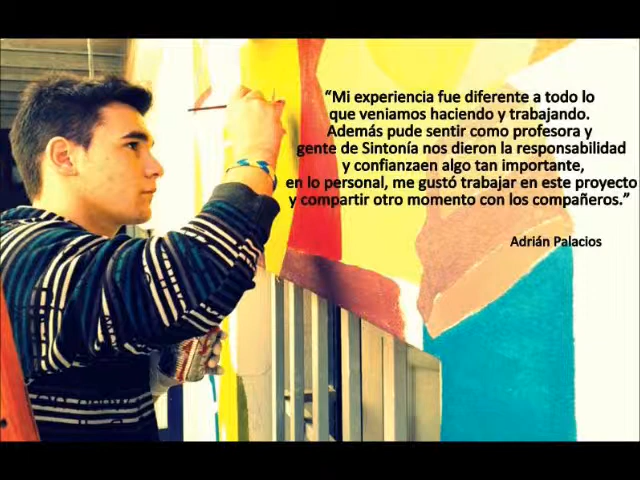 “Mi experiencia fue diferente a todo lo
que veniamos haciendo y trabajando.
Además pude sentir como profesora y
gente de Sintonía nos dieron la responsabilidad
y confianzaen algo tan importante,
en lo personal, me gustó trabajar en este proyecto
y compartir otro momento con los compañeros.”
Adrián Palacios